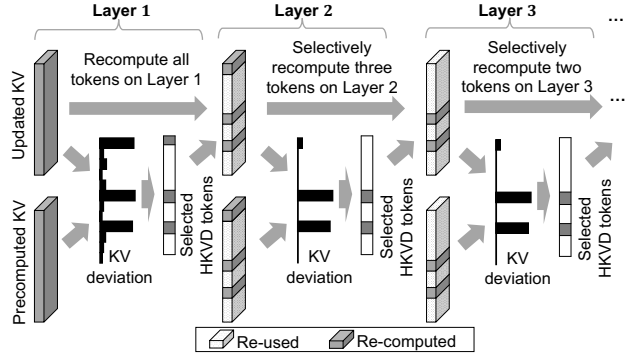 Layer 1
Layer 2
Layer 3
...
Updated KV
Recompute all
tokens on Layer 1
Selectively
recompute three
tokens on Layer 2
Selectively
recompute two
tokens on Layer 3
...
Precomputed KV
KV
deviation
Selected
HKVD tokens
KV
deviation
Selected
HKVD tokens
KV
deviation
Selected
HKVD tokens
Re-used
Re-computed